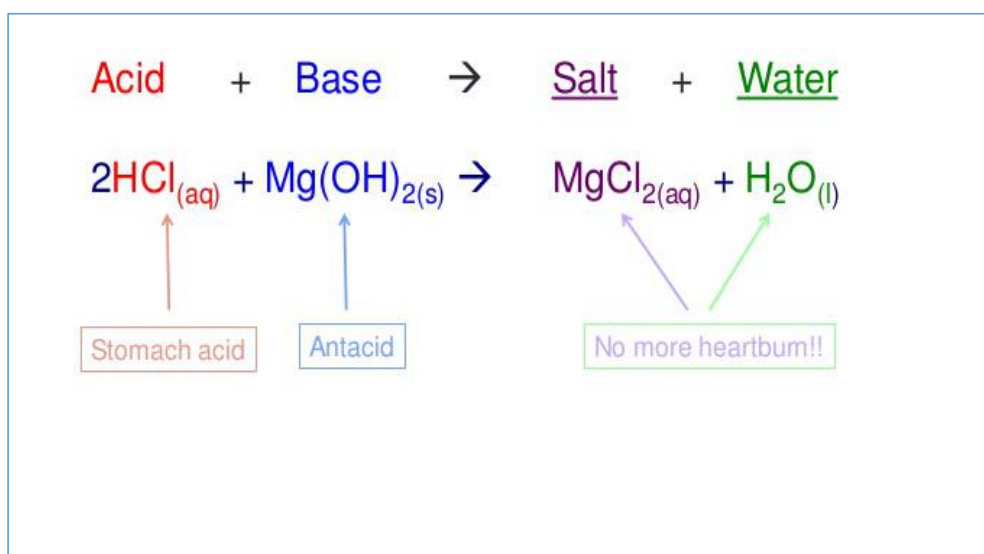 Acid + Base → Salt + Water
2HCl(aq) + Mg(OH)2(s) → MgCl2(aq) + H2O(l)
Stomach acid Antacid No more heartburn!!